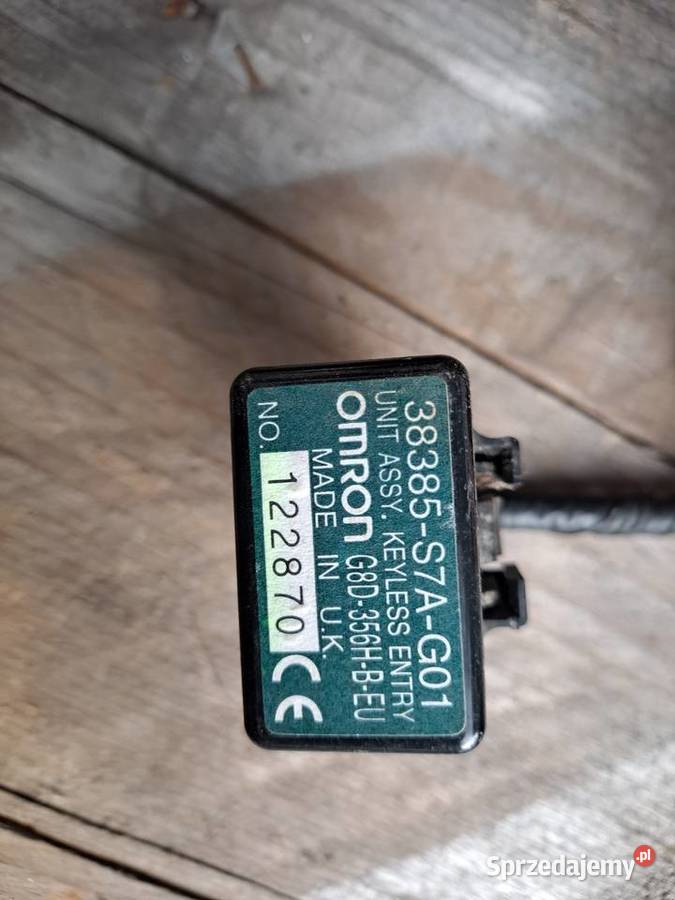 38385-S7A-G01
UNIT ASSY. KEYLESS ENTRY
OMRON G8D-356H-B-EU
MADE IN U.K.
NO. 122870 CE
Sprzedajemy.pl